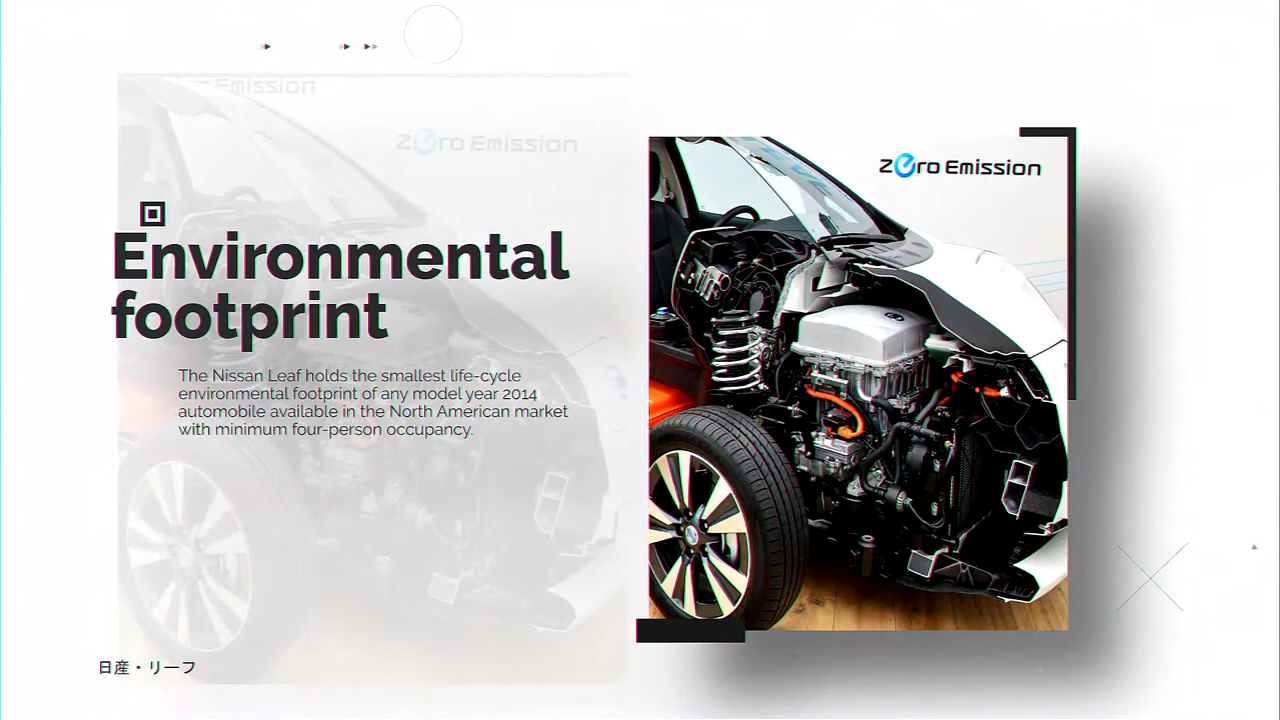 Emission
zero Emission
zero Emission
Environmental
footprint
The Nissan Leaf holds the smallest life-cycle
environmental footprint of any model year 2014
automobile available in the North American market
with minimum four-person occupancy.
日産・リーフ